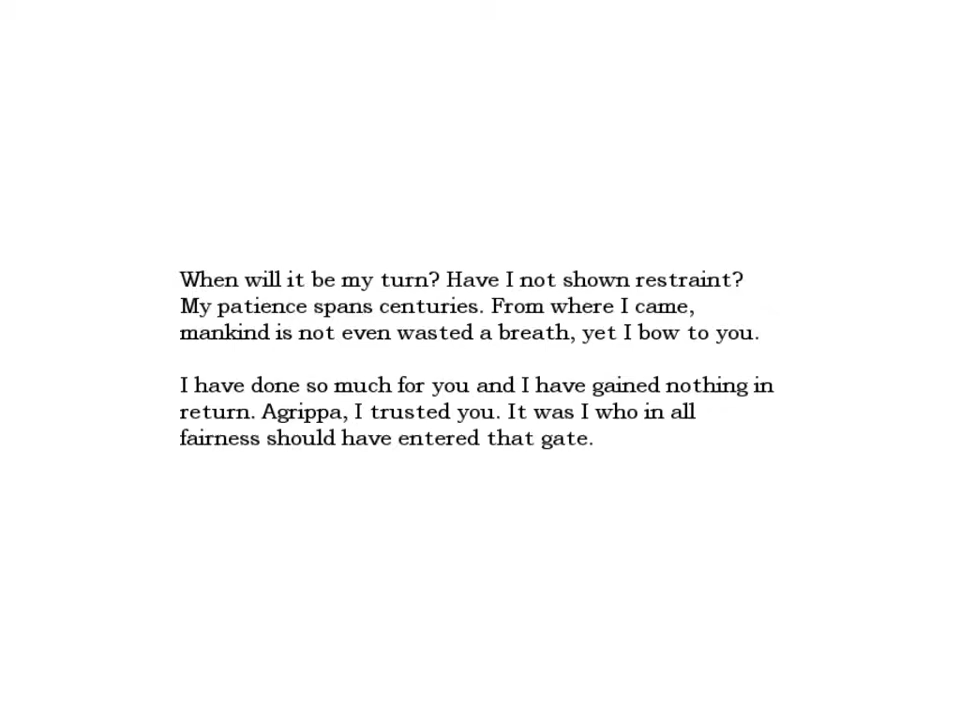 When will it be my turn? Have I not shown restraint?
My patience spans centuries. From where I came,
mankind is not even wasted a breath, yet I bow to you.
I have done so much for you and I have gained nothing in
return. Agrippa, I trusted you. It was I who in all
fairness should have entered that gate.